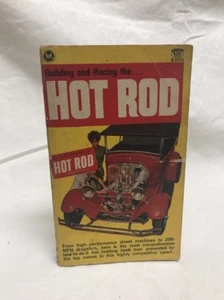 Building and Racing the...
HOT ROD
HOT ROD
From high-performance street machines to 200
MPH dragsters, here is the most comprehensive
how-to-do-it hot rodding book ever presented by
the top names in this highly competitive sport.